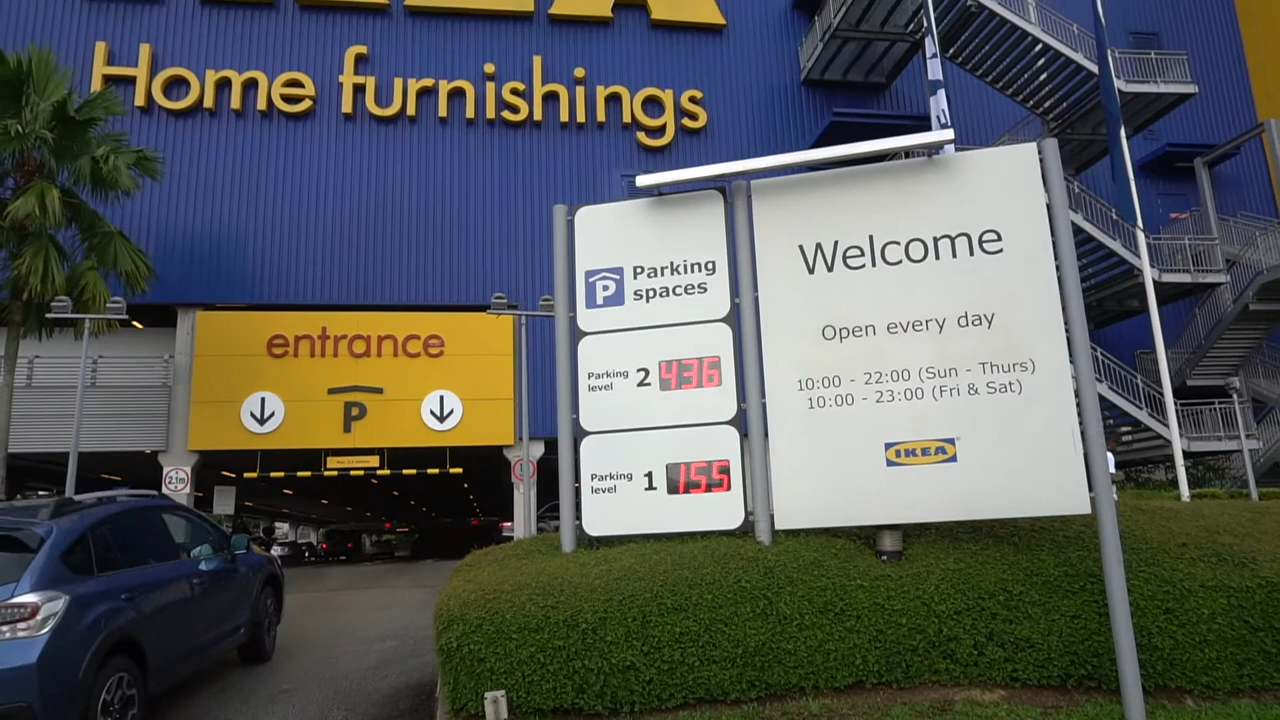 Home furnishings
P Parking
spaces
Parking
level 2 436
Parking
level 1 155
Welcome
Open every day
10:00 - 22:00 (Sun - Thurs)
10:00 - 23:00 (Fri & Sat)
IKEA
entrance
P
2.1m